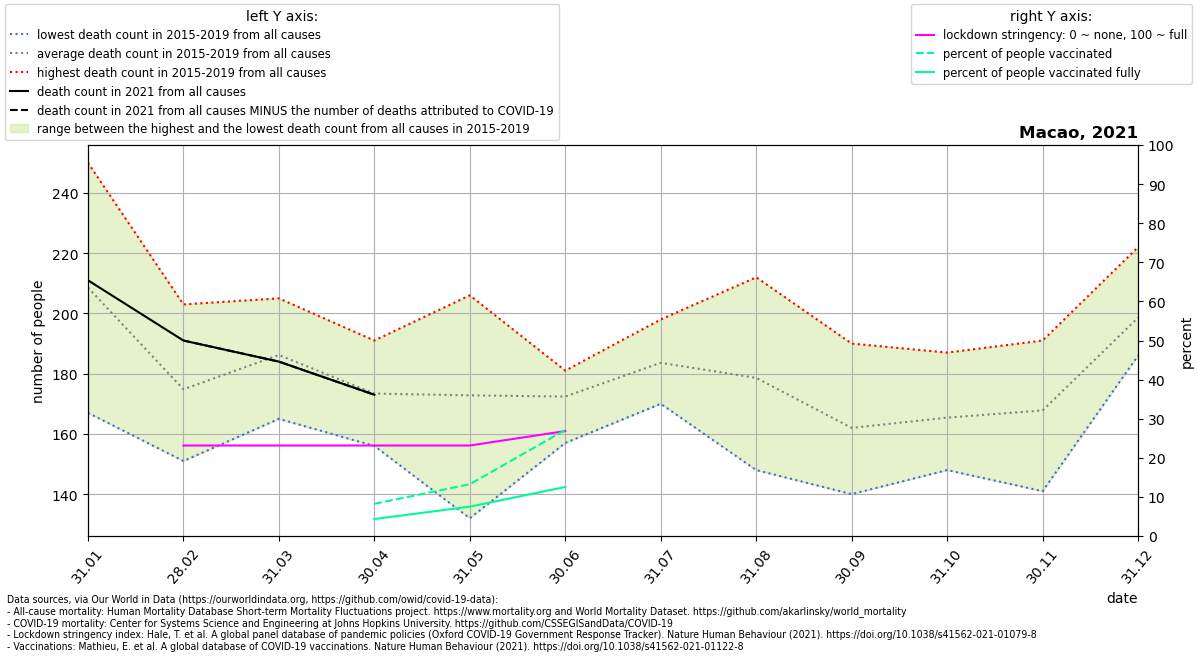 left Y axis:
lowest death count in 2015-2019 from all causes
average death count in 2015-2019 from all causes
highest death count in 2015-2019 from all causes
death count in 2021 from all causes
death count in 2021 from all causes MINUS the number of deaths attributed to COVID-19
range between the highest and the lowest death count from all causes in 2015-2019
right Y axis:
lockdown stringency: 0 ~ none, 100 ~ full
percent of people vaccinated
percent of people vaccinated fully
Macao, 2021
number of people
240
220
200
180
160
140
100
90
80
70
60
50
40
30
20
10
0
percent
31.01
28.02
31.03
30.04
31.05
30.06
31.07
31.08
30.09
31.10
30.11
31.12
date
Data sources, via Our World in Data (https://ourworldindata.org, https://github.com/owid/covid-19-data):
- All-cause mortality: Human Mortality Database Short-term Mortality Fluctuations project. https://www.mortality.org and World Mortality Dataset. https://github.com/akarlinsky/world_mortality
- COVID-19 mortality: Center for Systems Science and Engineering at Johns Hopkins University. https://github.com/CSSEGISandData/COVID-19
- Lockdown stringency index: Hale, T. et al. A global panel database of pandemic policies (Oxford COVID-19 Government Response Tracker). Nature Human Behaviour (2021). https://doi.org/10.1038/s41562-021-01079-8
- Vaccinations: Mathieu, E. et al. A global database of COVID-19 vaccinations. Nature Human Behaviour (2021). https://doi.org/10.1038/s41562-021-01122-8